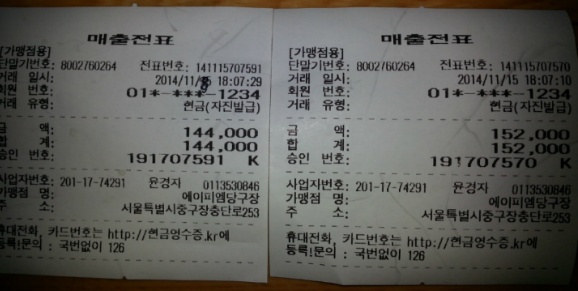 매출전표
[가맹점용]
단말기번호: 8002760264 전표번호: 141115707591
거래 일시: 2014/11/ 18:07:29
회원 번호: 01*-***-1234
거래 유형: 현금(자진발급)
금 액: 144,000
합 계: 144,000
승인 번호: 191707591 K
사업자번호: 201-17-74291 윤경자 0113530846
가맹점 명: 에이피엠당구장
주 소: 서울특별시중구장충단로253
휴대전화, 카드번호는 http://현금영수증.kr에
등록!문의 : 국번없이 126
매출전표
[가맹점용]
단말기번호: 8002760264 전표번호: 141115707570
거래 일시: 2014/11/15 18:07:10
회원 번호: 01*-***-1234
거래 유형: 현금(자진발급)
금 액: 152,000
합 계: 152,000
승인 번호: 191707570 K
사업자번호: 201-17-74291 윤경자 0113530846
가맹점 명: 에이피엠당구장
주 소: 서울특별시중구장충단로253
휴대전화, 카드번호는 http://현금영수증.kr에
등록!문의 : 국번없이 126